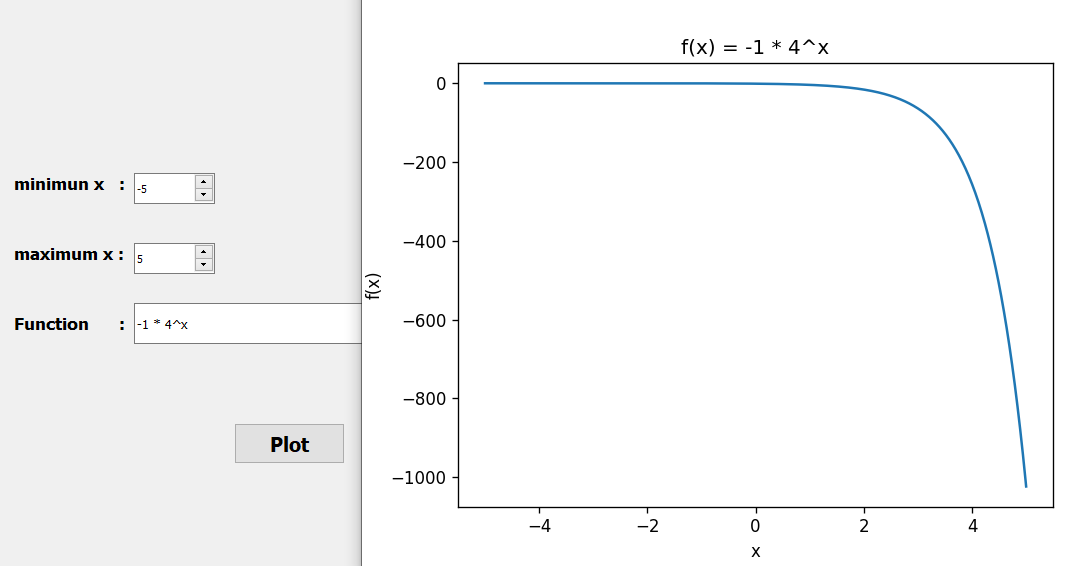 minimun x :
-5
maximum x :
5
Function :
-1 * 4^x
Plot
f(x) = -1 * 4^x
0
−200
−400
−600
−800
−1000
f(x)
−4 −2 0 2 4
x